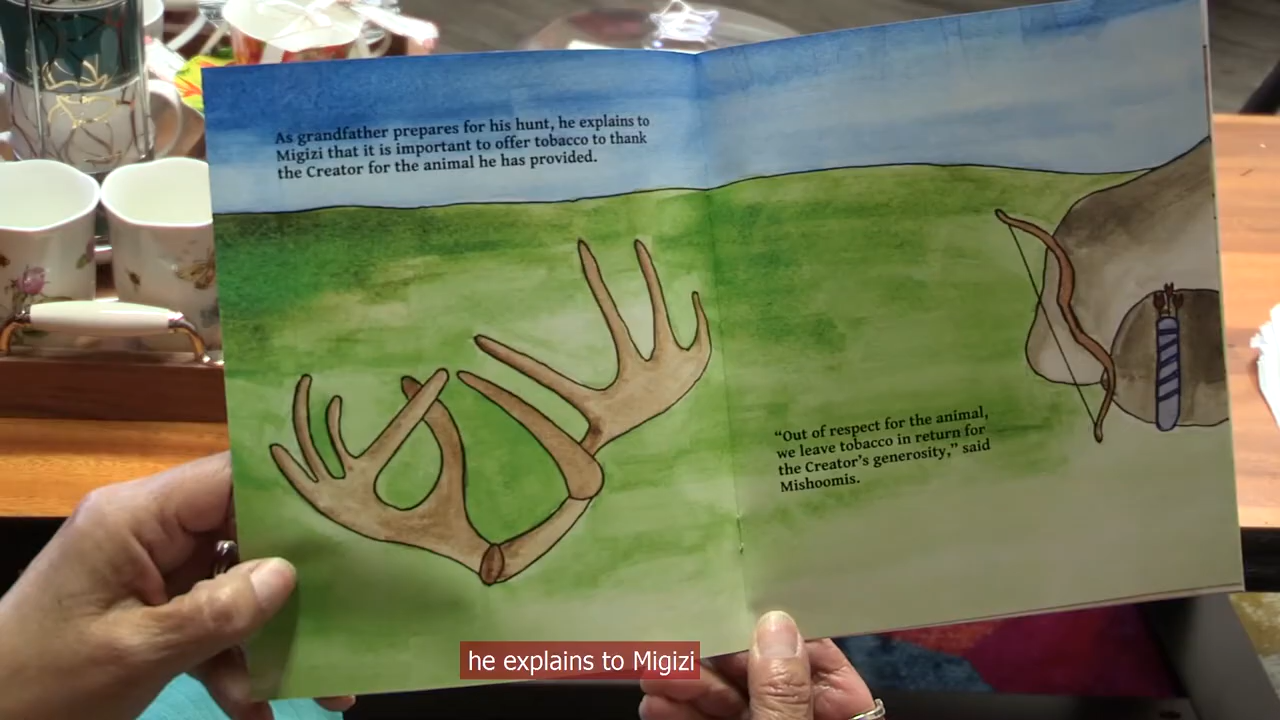 As grandfather prepares for his hunt, he explains to
Migizi that it is important to offer tobacco to thank
the Creator for the animal he has provided.
“Out of respect for the animal,
we leave tobacco in return for
the Creator’s generosity,” said
Mishoomis.
he explains to Migizi